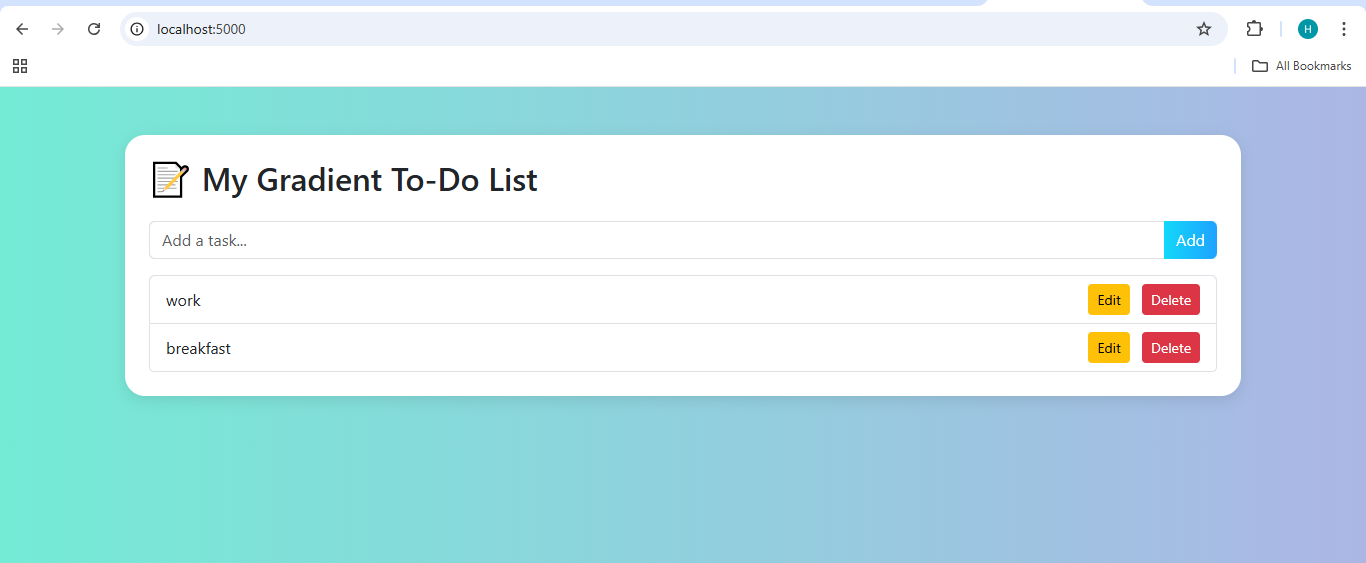 localhost:5000
H
All Bookmarks
📝 My Gradient To-Do List
Add a task... Add
work Edit Delete
breakfast Edit Delete